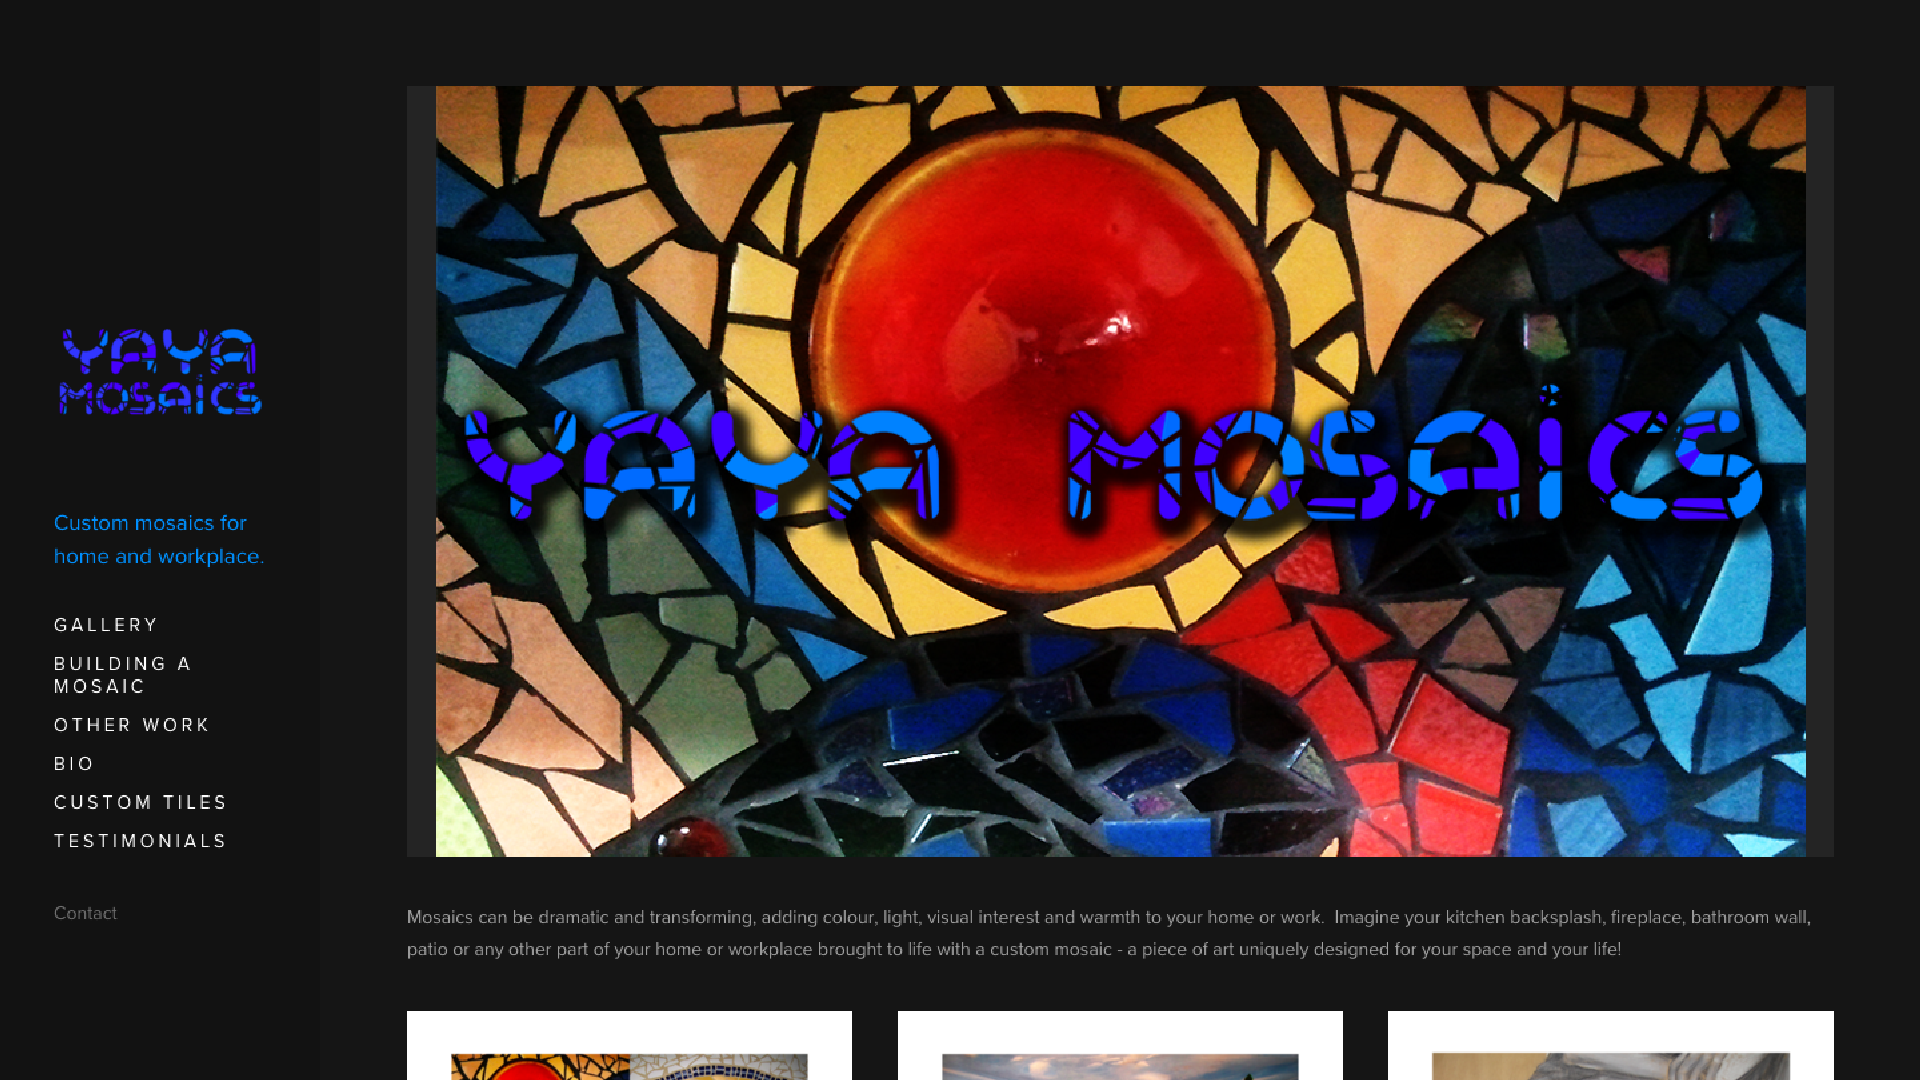 YAYA
MOSAiCS
Custom mosaics for
home and workplace.
GALLERY
BUILDING A
MOSAIC
OTHER WORK
BIO
CUSTOM TILES
TESTIMONIALS
Contact
YAYA MOSAiCS
Mosaics can be dramatic and transforming, adding colour, light, visual interest and warmth to your home or work.  Imagine your kitchen backsplash, fireplace, bathroom wall,
patio or any other part of your home or workplace brought to life with a custom mosaic - a piece of art uniquely designed for your space and your life!